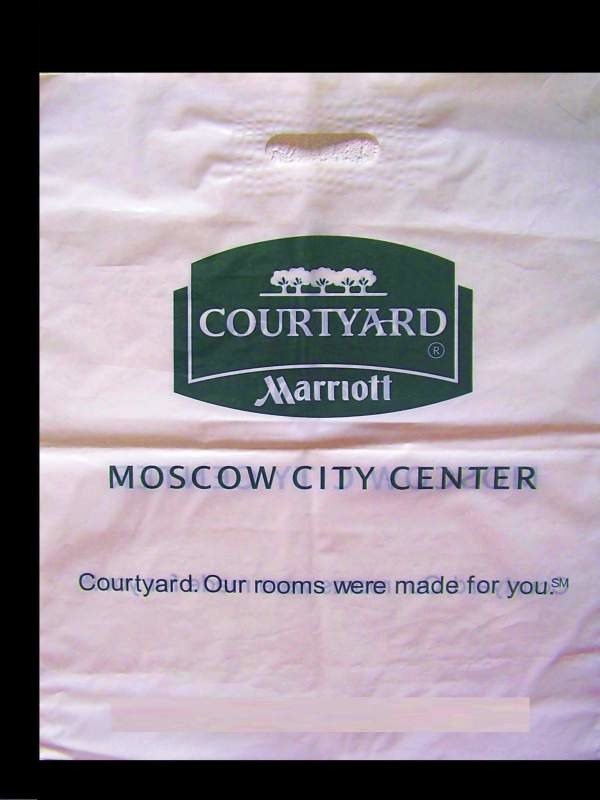 COURTYARD
®
Marriott
MOSCOW CITY CENTER
Courtyard. Our rooms were made for you.℠